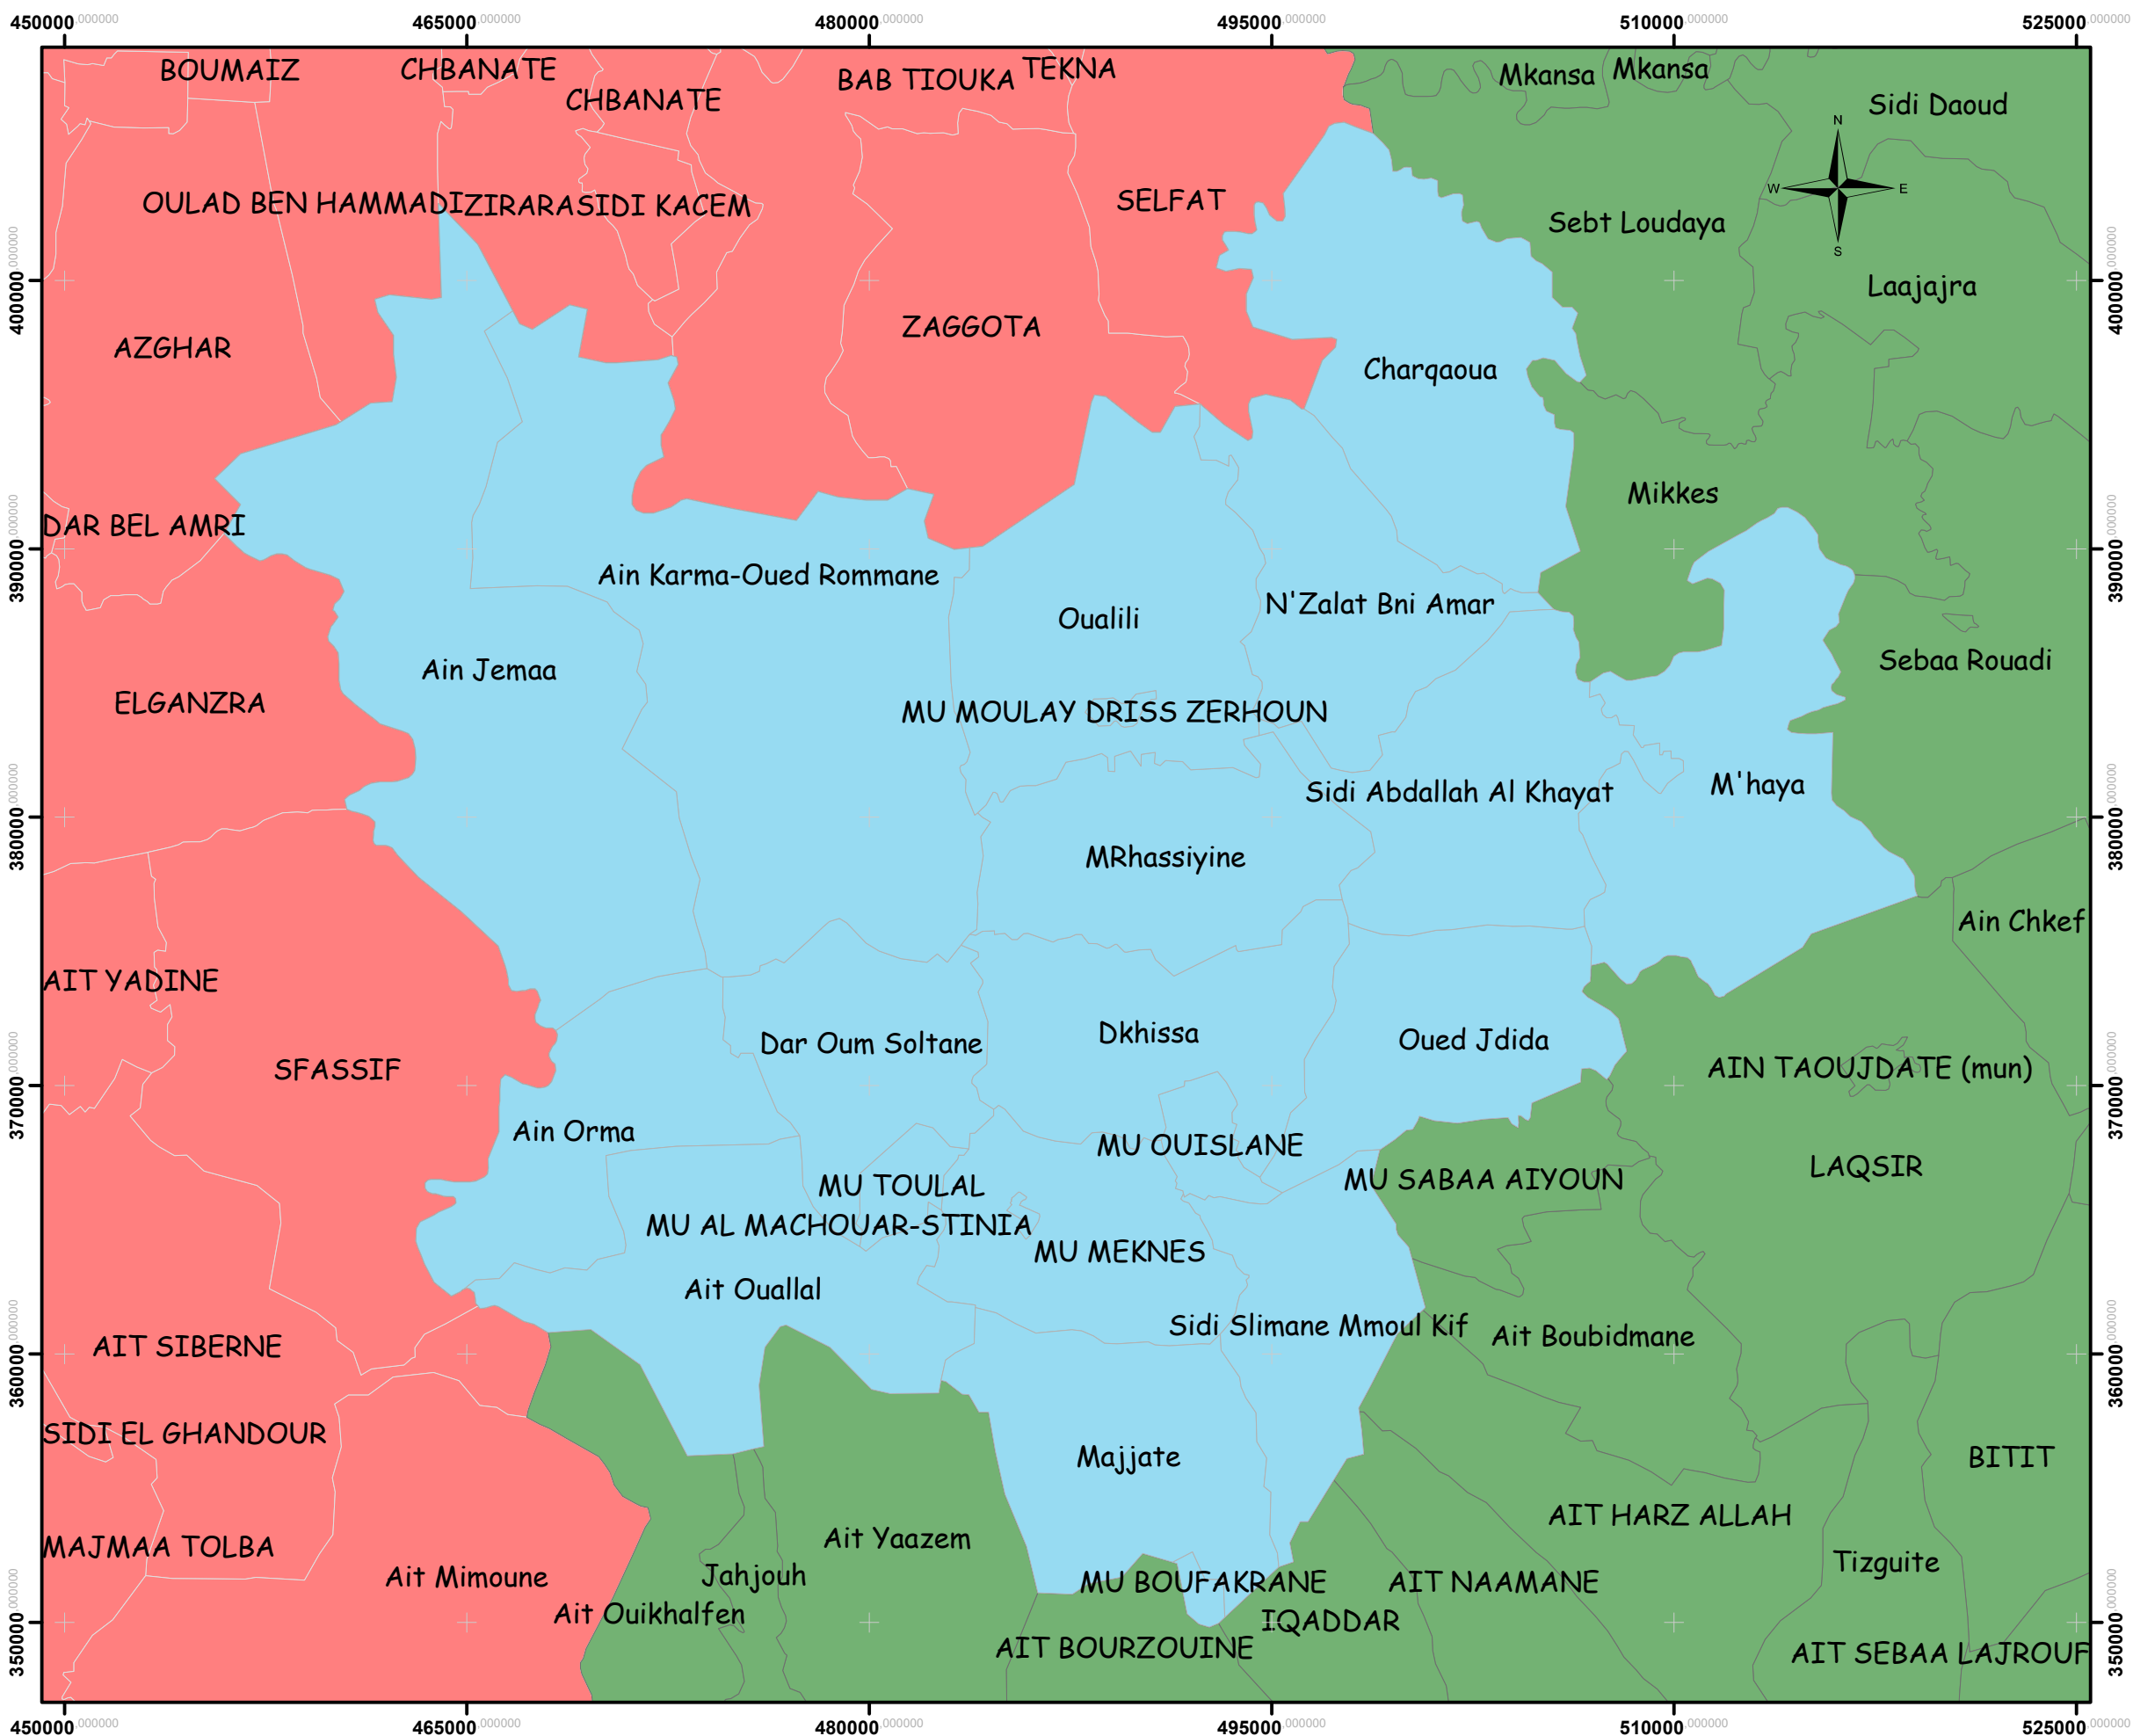 450000,000000 465000,000000 480000,000000 495000,000000 510000,000000 525000,000000
BOUMAIZ CHBANATE BAB TIOUKA TEKNA Mkansa Mkansa
CHBANATE Sidi Daoud
N
W E
S
OULAD BEN HAMMADI ZIRARA SIDI KACEM SELFAT Sebt Loudaya
400000,000000 Laajajra 400000,000000
AZGHAR ZAGGOTA Charqaoua
Mikkes
DAR BEL AMRI
390000,000000 Ain Karma-Oued Rommane N'Zalat Bni Amar 390000,000000
Oualili
Ain Jemaa Sebaa Rouadi
ELGANZRA MU MOULAY DRISS ZERHOUN
380000,000000 Sidi Abdallah Al Khayat M'haya 380000,000000
MRhassiyine
Ain Chkef
AIT YADINE
Dar Oum Soltane Dkhissa Oued Jdida
370000,000000 SFASSIF AIN TAOUJDATE (mun) 370000,000000
Ain Orma MU OUISLANE
MU TOULAL MU SABAA AIYOUN LAQSIR
MU AL MACHOUAR-STINIA
MU MEKNES
Ait Ouallal
360000,000000 AIT SIBERNE Sidi Slimane Mmoul Kif Ait Boubidmane 360000,000000
SIDI EL GHANDOUR Majjate BITIT
AIT HARZ ALLAH
MAJMAA TOLBA Ait Yaazem Tizguite
Ait Mimoune Jahjouh MU BOUFAKRANE AIT NAAMANE
350000,000000 Ait Ouikhalfen IQADDAR 350000,000000
AIT BOURZOUINE AIT SEBAA LAJROUF
450000,000000 465000,000000 480000,000000 495000,000000 510000,000000 525000,000000